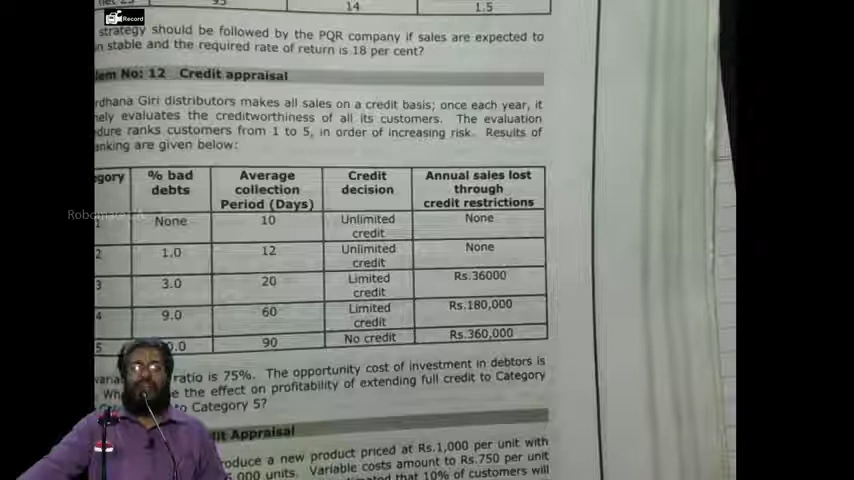 14 1.5
Record
strategy should be followed by the PQR company if sales are expected to
n stable and the required rate of return is 18 per cent?
em No: 12 Credit appraisal
rdhana Giri distributors makes all sales on a credit basis; once each year, it
ely evaluates the creditworthiness of all its customers. The evaluation
dure ranks customers from 1 to 5, in order of increasing risk. Results of
anking are given below:
gory % bad debts Average collection Period (Days) Credit decision Annual sales lost through credit restrictions
1 None 10 Unlimited credit None
2 1.0 12 Unlimited credit None
3 3.0 20 Limited credit Rs.36000
4 9.0 60 Limited credit Rs.180,000
5 0.0 90 No credit Rs.360,000
ratio is 75%. The opportunity cost of investment in debtors is
the effect on profitability of extending full credit to Category
to Category 5?
it Appraisal
oduce a new product priced at Rs.1,000 per unit with
,000 units. Variable costs amount to Rs.750 per unit
that 10% of customers will